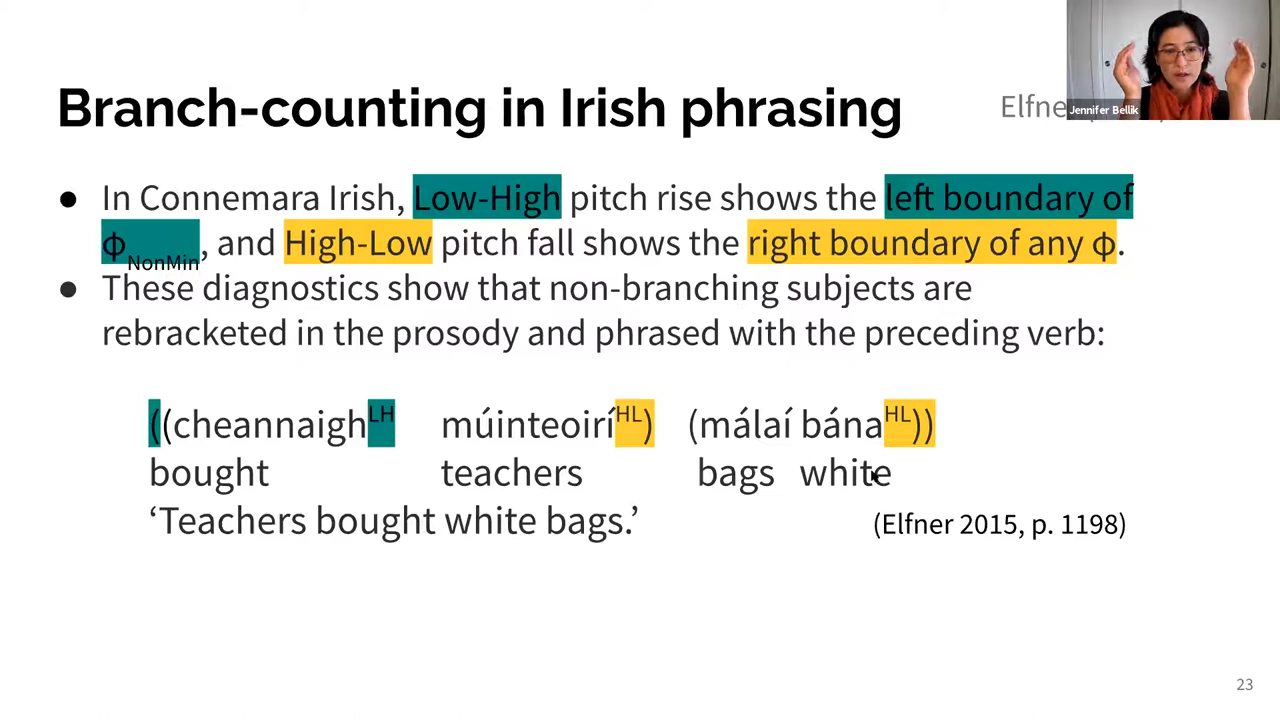 Branch-counting in Irish phrasing
Jennifer Bellik
● In Connemara Irish, Low-High pitch rise shows the left boundary of
φNonMin, and High-Low pitch fall shows the right boundary of any φ.
● These diagnostics show that non-branching subjects are
rebracketed in the prosody and phrased with the preceding verb:
((cheannaighLH múinteoiríHL) (málaí bánaHL))
bought teachers bags white
‘Teachers bought white bags.’ (Elfner 2015, p. 1198)
23